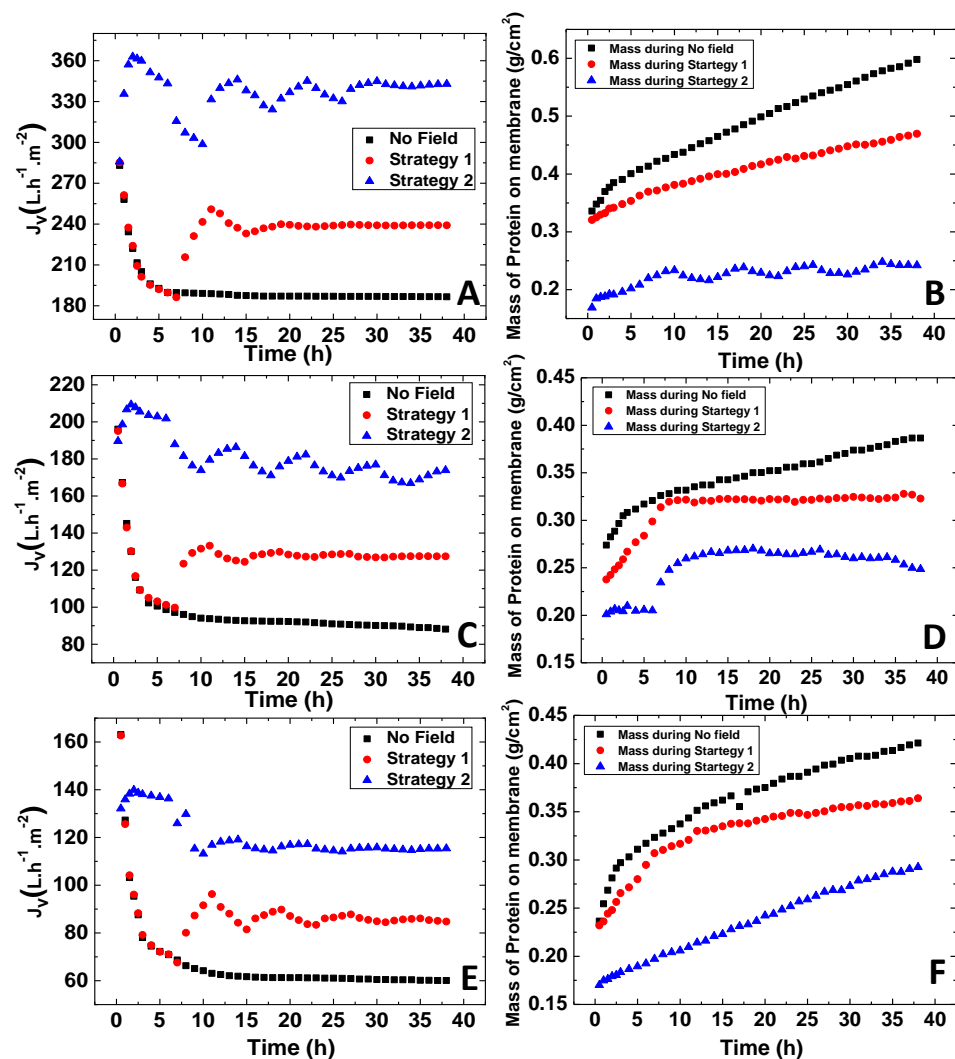 360
330
300
270
240
210
180
J_V(L.h⁻¹.m⁻²)
No Field
Strategy 1
Strategy 2
A
0 5 10 15 20 25 30 35 40
Time (h)
0.6
0.5
0.4
0.3
0.2
Mass of Protein on membrane (g/cm²)
Mass during No field
Mass during Startegy 1
Mass during Startegy 2
B
0 5 10 15 20 25 30 35 40
Time (h)
220
200
180
160
140
120
100
80
J_V(L.h⁻¹.m⁻²)
No Field
Strategy 1
Strategy 2
C
0 5 10 15 20 25 30 35 40
Time (h)
0.45
0.40
0.35
0.30
0.25
0.20
0.15
Mass of Protein on membrane (g/cm²)
Mass during No field
Mass during Startegy 1
Mass during Startegy 2
D
0 5 10 15 20 25 30 35 40
Time (h)
160
140
120
100
80
60
J_V(L.h⁻¹.m⁻²)
No Field
Strategy 1
Strategy 2
E
0 5 10 15 20 25 30 35 40
Time (h)
0.45
0.40
0.35
0.30
0.25
0.20
0.15
Mass of Protein on membrane (g/cm²)
Mass during No field
Mass during Startegy 1
Mass during Startegy 2
F
0 5 10 15 20 25 30 35 40
Time (h)